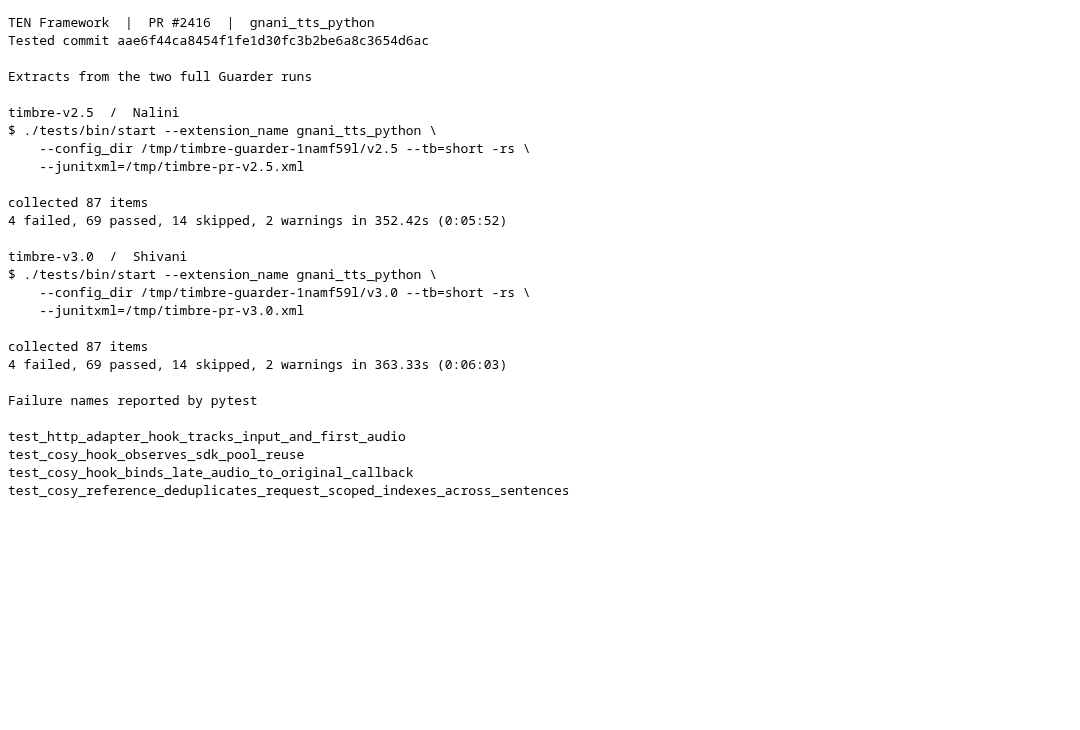 TEN Framework  |  PR #2416  |  gnani_tts_python
Tested commit aae6f44ca8454f1fe1d30fc3b2be6a8c3654d6ac
Extracts from the two full Guarder runs
timbre-v2.5  /  Nalini
$ ./tests/bin/start --extension_name gnani_tts_python \
    --config_dir /tmp/timbre-guarder-1namf59l/v2.5 --tb=short -rs \
    --junitxml=/tmp/timbre-pr-v2.5.xml
collected 87 items
4 failed, 69 passed, 14 skipped, 2 warnings in 352.42s (0:05:52)
timbre-v3.0  /  Shivani
$ ./tests/bin/start --extension_name gnani_tts_python \
    --config_dir /tmp/timbre-guarder-1namf59l/v3.0 --tb=short -rs \
    --junitxml=/tmp/timbre-pr-v3.0.xml
collected 87 items
4 failed, 69 passed, 14 skipped, 2 warnings in 363.33s (0:06:03)
Failure names reported by pytest
test_http_adapter_hook_tracks_input_and_first_audio
test_cosy_hook_observes_sdk_pool_reuse
test_cosy_hook_binds_late_audio_to_original_callback
test_cosy_reference_deduplicates_request_scoped_indexes_across_sentences